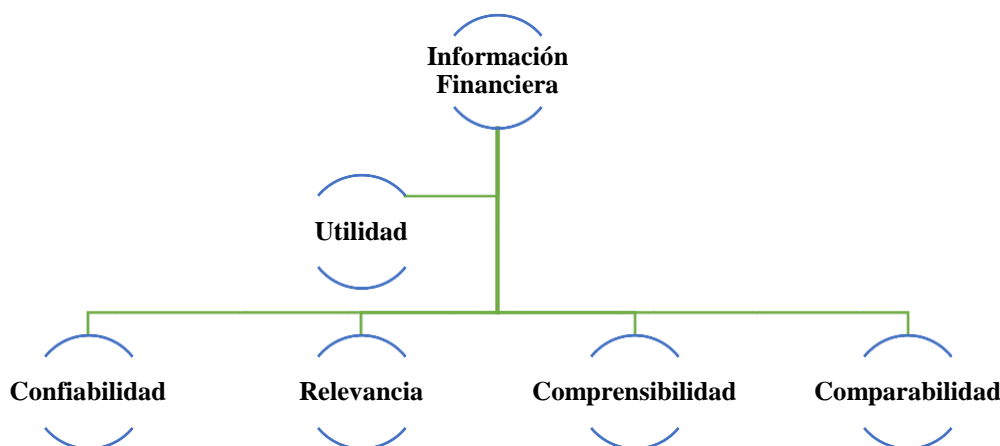 Información
Financiera
Utilidad
Confiabilidad
Relevancia
Comprensibilidad
Comparabilidad